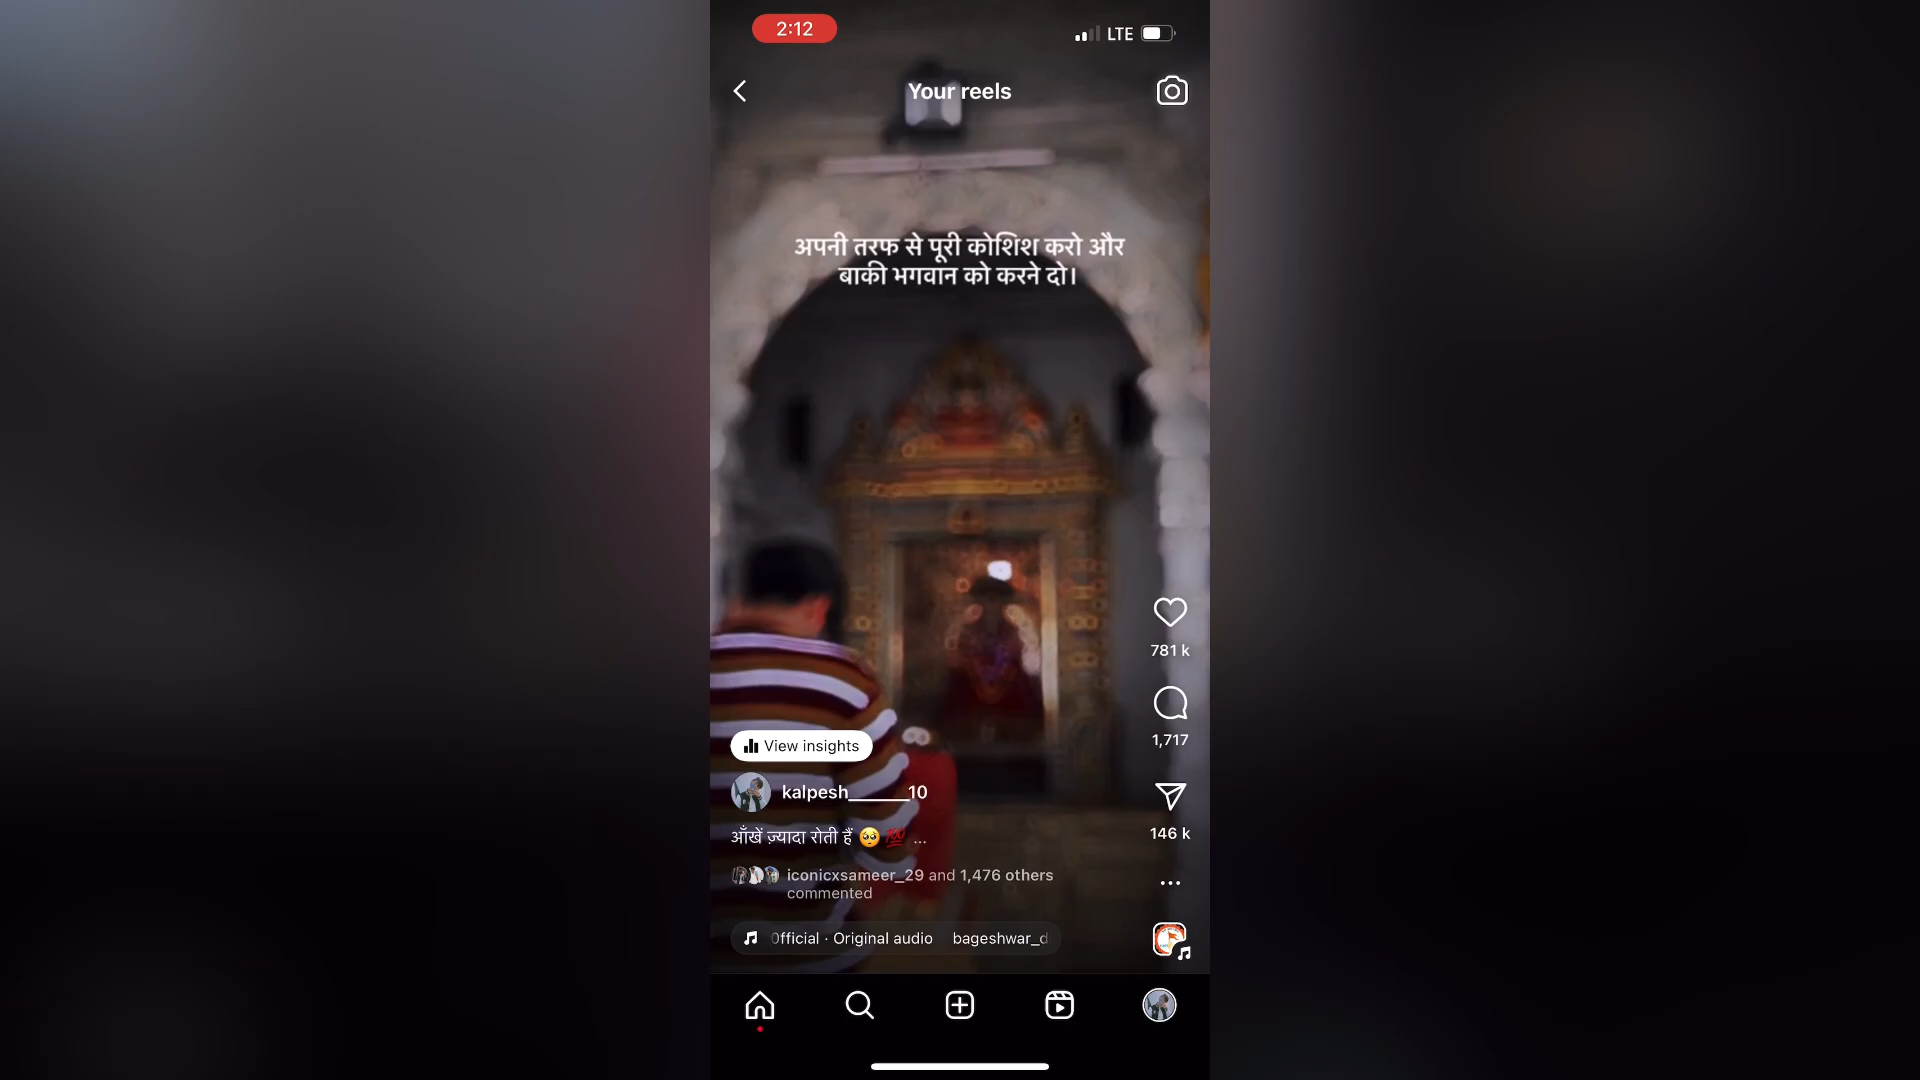 2:12
LTE
Your reels
अपनी तरफ से पूरी कोशिश करो और
बाकी भगवान को करने दो।
781 k
1,717
View insights
kalpesh______10
आँखें ज़्यादा रोती हैं 🥺 💯 ...
146 k
iconicxsameer_29 and 1,476 others
commented
Official · Original audio bageshwar_d